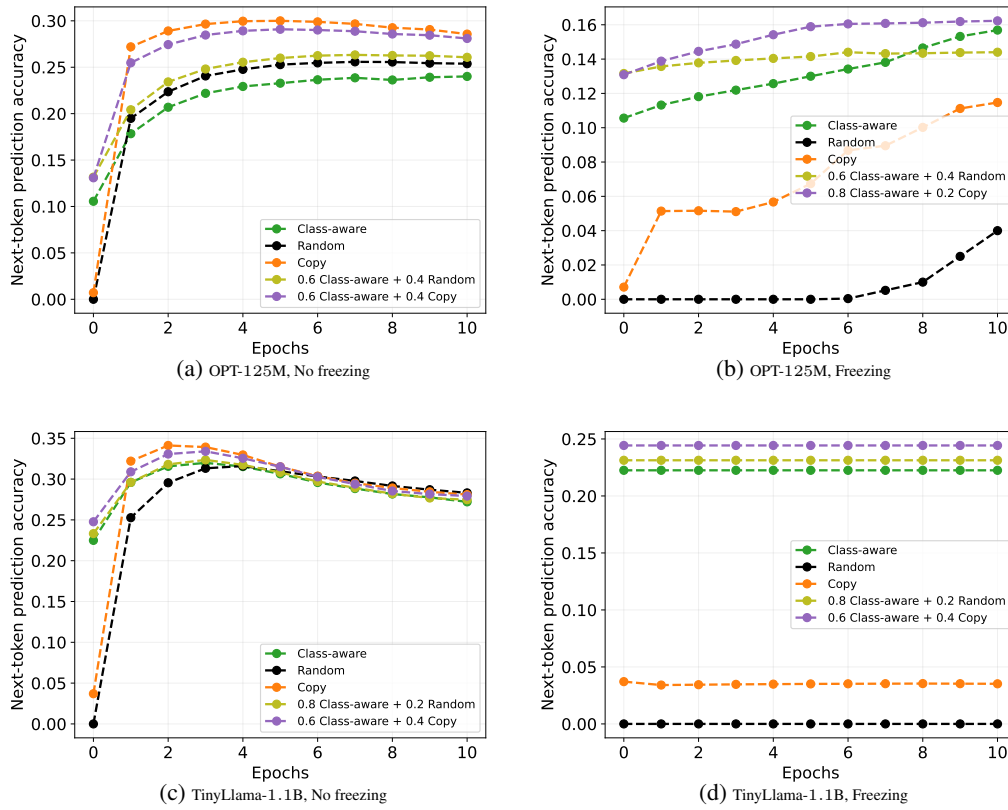 Next-token prediction accuracy
0.30
0.25
0.20
0.15
0.10
0.05
0.00
Class-aware
Random
Copy
0.6 Class-aware + 0.4 Random
0.6 Class-aware + 0.4 Copy
0 2 4 6 8 10
Epochs
(a) OPT-125M, No freezing
Next-token prediction accuracy
0.16
0.14
0.12
0.10
0.08
0.06
0.04
0.02
0.00
Class-aware
Random
Copy
0.6 Class-aware + 0.4 Random
0.8 Class-aware + 0.2 Copy
0 2 4 6 8 10
Epochs
(b) OPT-125M, Freezing
Next-token prediction accuracy
0.35
0.30
0.25
0.20
0.15
0.10
0.05
0.00
Class-aware
Random
Copy
0.8 Class-aware + 0.2 Random
0.6 Class-aware + 0.4 Copy
0 2 4 6 8 10
Epochs
(c) TinyLlama-1.1B, No freezing
Next-token prediction accuracy
0.25
0.20
0.15
0.10
0.05
0.00
Class-aware
Random
Copy
0.8 Class-aware + 0.2 Random
0.6 Class-aware + 0.4 Copy
0 2 4 6 8 10
Epochs
(d) TinyLlama-1.1B, Freezing